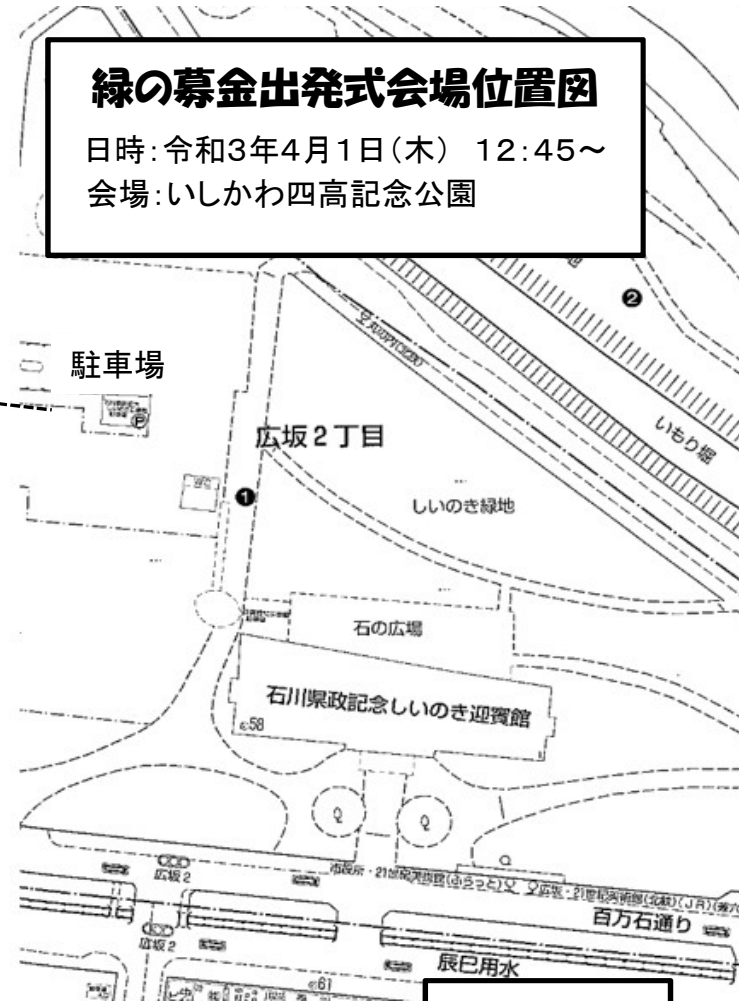 緑の募金出発式会場位置図
日時:令和3年4月1日(木) 12:45~
会場:いしかわ四高記念公園
❷
駐車場
P
いもり堀
広坂2丁目
しいのき緑地
❶
石の広場
石川県政記念しいのき迎賓館
58
広坂2
百万石通り
広坂2
辰巳用水
61